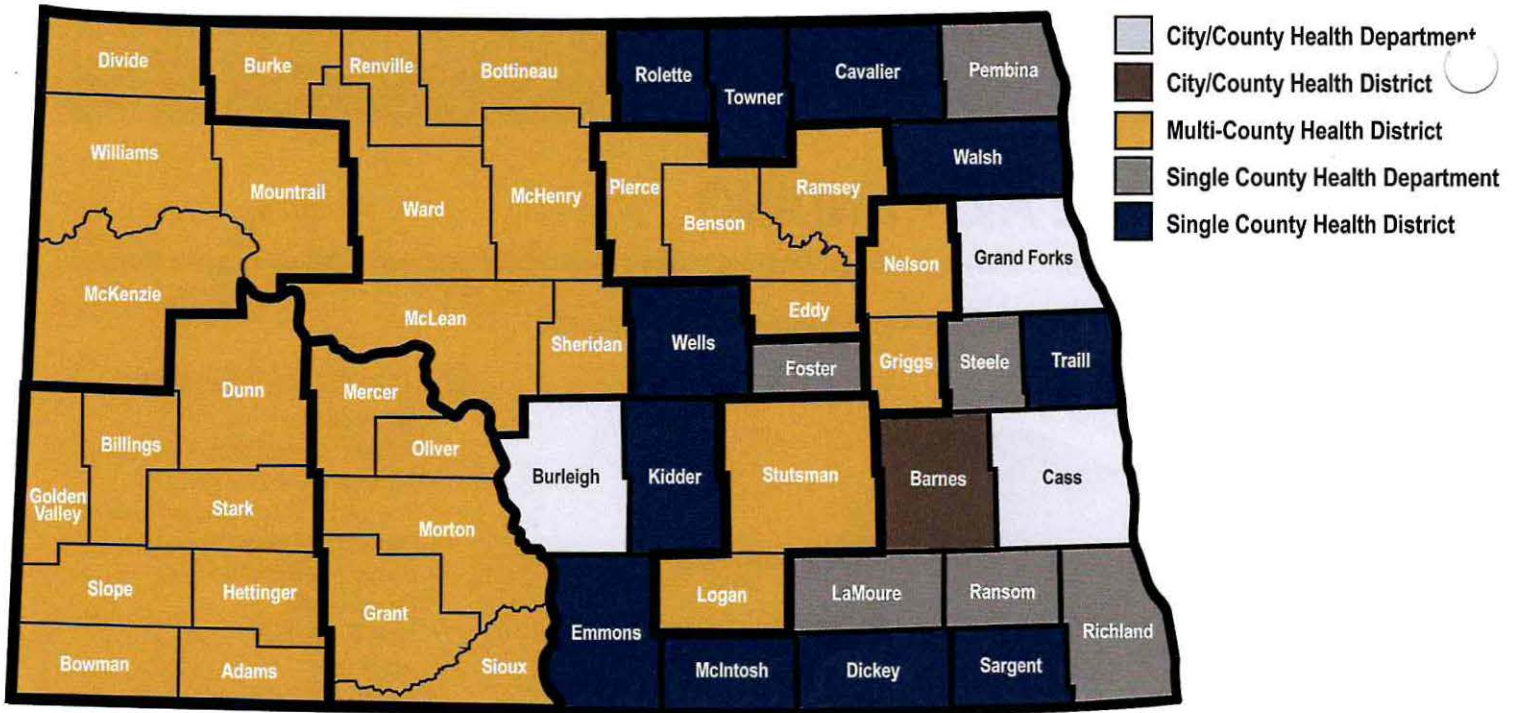 Divide
Burke
Renville
Bottineau
Rolette
Towner
Cavalier
Pembina
Williams
Mountrail
Ward
McHenry
Pierce
Benson
Ramsey
Walsh
Nelson
Grand Forks
McKenzie
McLean
Sheridan
Wells
Eddy
Foster
Griggs
Steele
Traill
Dunn
Mercer
Oliver
Billings
Golden
Valley
Stark
Morton
Burleigh
Kidder
Stutsman
Barnes
Cass
Slope
Hettinger
Grant
Sioux
Bowman
Adams
Emmons
Logan
LaMoure
Ransom
Richland
McIntosh
Dickey
Sargent
City/County Health Department
City/County Health District
Multi-County Health District
Single County Health Department
Single County Health District